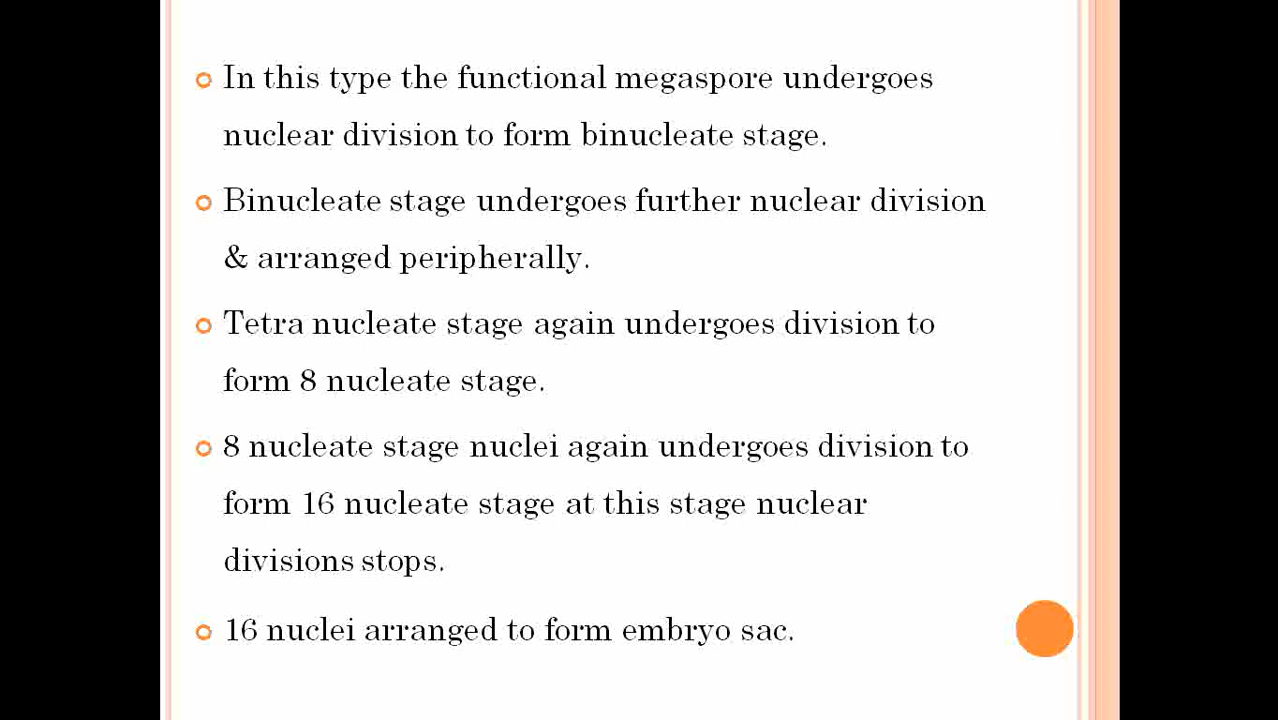 In this type the functional megaspore undergoes
nuclear division to form binucleate stage.
Binucleate stage undergoes further nuclear division
& arranged peripherally.
Tetra nucleate stage again undergoes division to
form 8 nucleate stage.
8 nucleate stage nuclei again undergoes division to
form 16 nucleate stage at this stage nuclear
divisions stops.
16 nuclei arranged to form embryo sac.